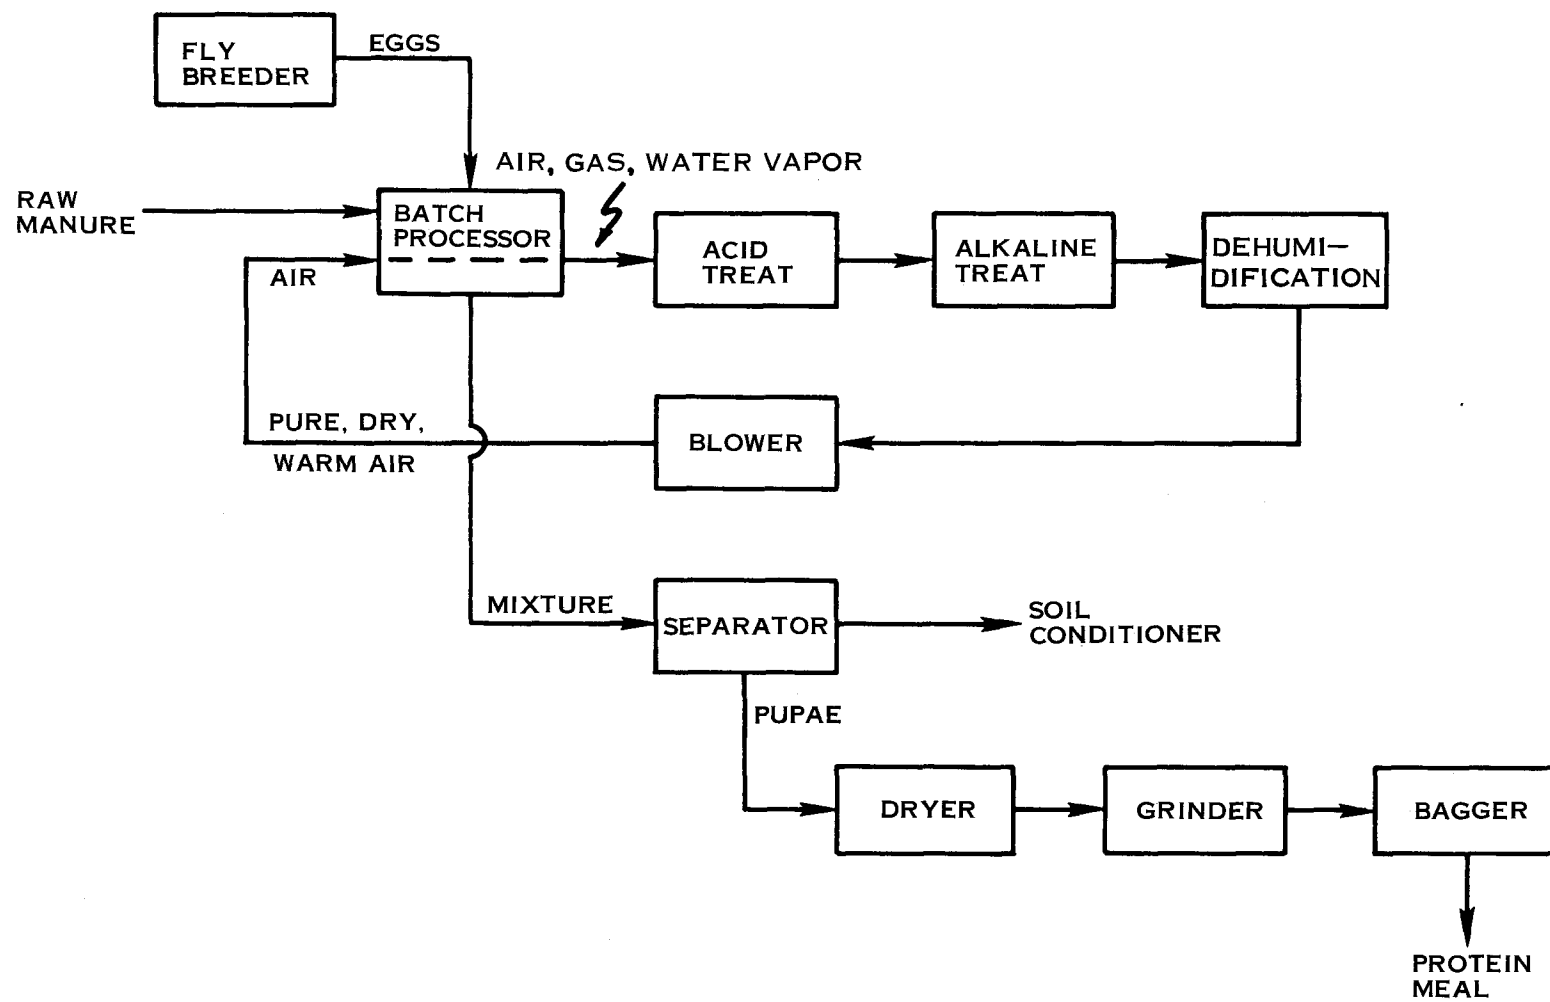 FLY
BREEDER
EGGS
AIR, GAS, WATER VAPOR
RAW
MANURE
BATCH
PROCESSOR
AIR
ACID
TREAT
ALKALINE
TREAT
DEHUMI-
DIFICATION
PURE, DRY,
WARM AIR
BLOWER
MIXTURE
SEPARATOR
SOIL
CONDITIONER
PUPAE
DRYER
GRINDER
BAGGER
PROTEIN
MEAL